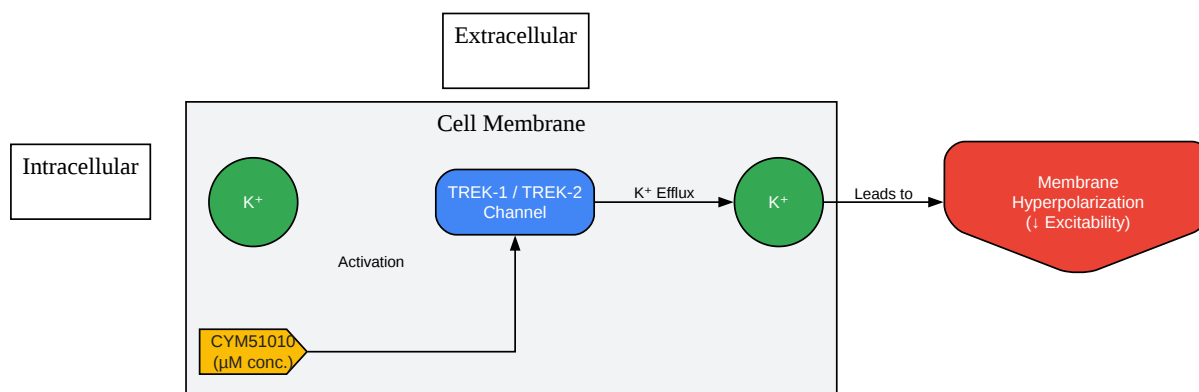 Extracellular
Cell Membrane
Intracellular
K⁺
TREK-1 / TREK-2
Channel
K⁺ Efflux
K⁺
Leads to
Membrane
Hyperpolarization
(↓ Excitability)
Activation
CYM51010
(µM conc.)